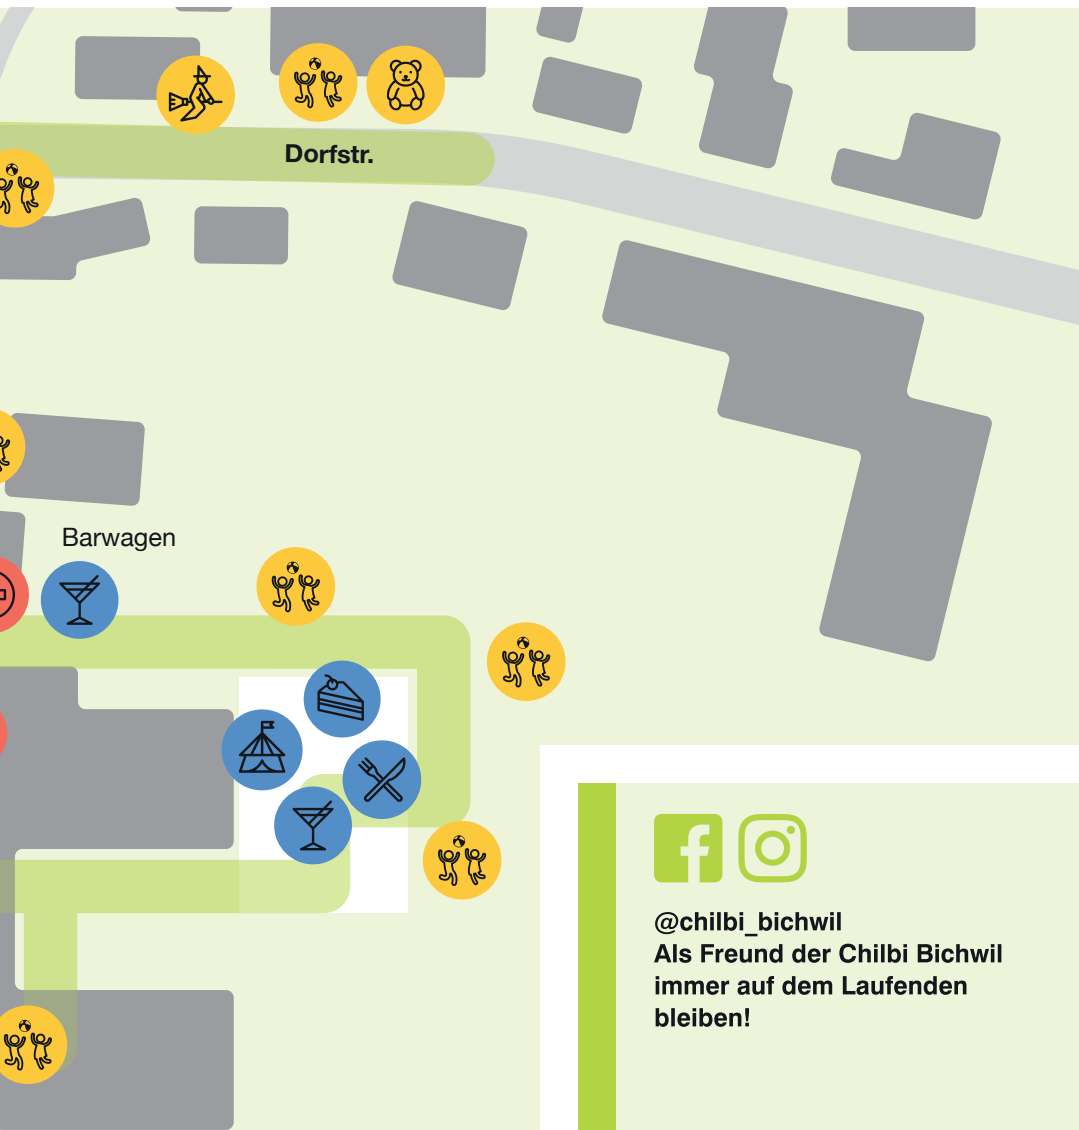 Dorfstr.
Barwagen
@chilbi_bichwil
Als Freund der Chilbi Bichwil
immer auf dem Laufenden
bleiben!